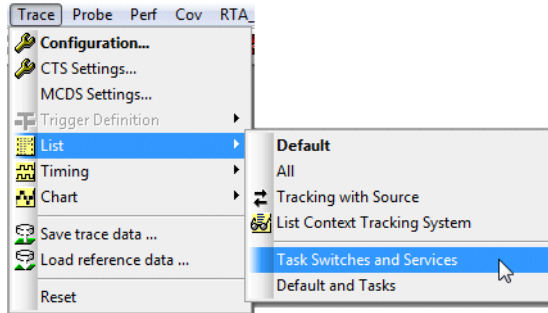 Trace Probe Perf Cov RTA_
Configuration...
CTS Settings...
MCDS Settings...
Trigger Definition
List
Timing
Chart
Save trace data ...
Load reference data ...
Reset
Default
All
Tracking with Source
List Context Tracking System
Task Switches and Services
Default and Tasks